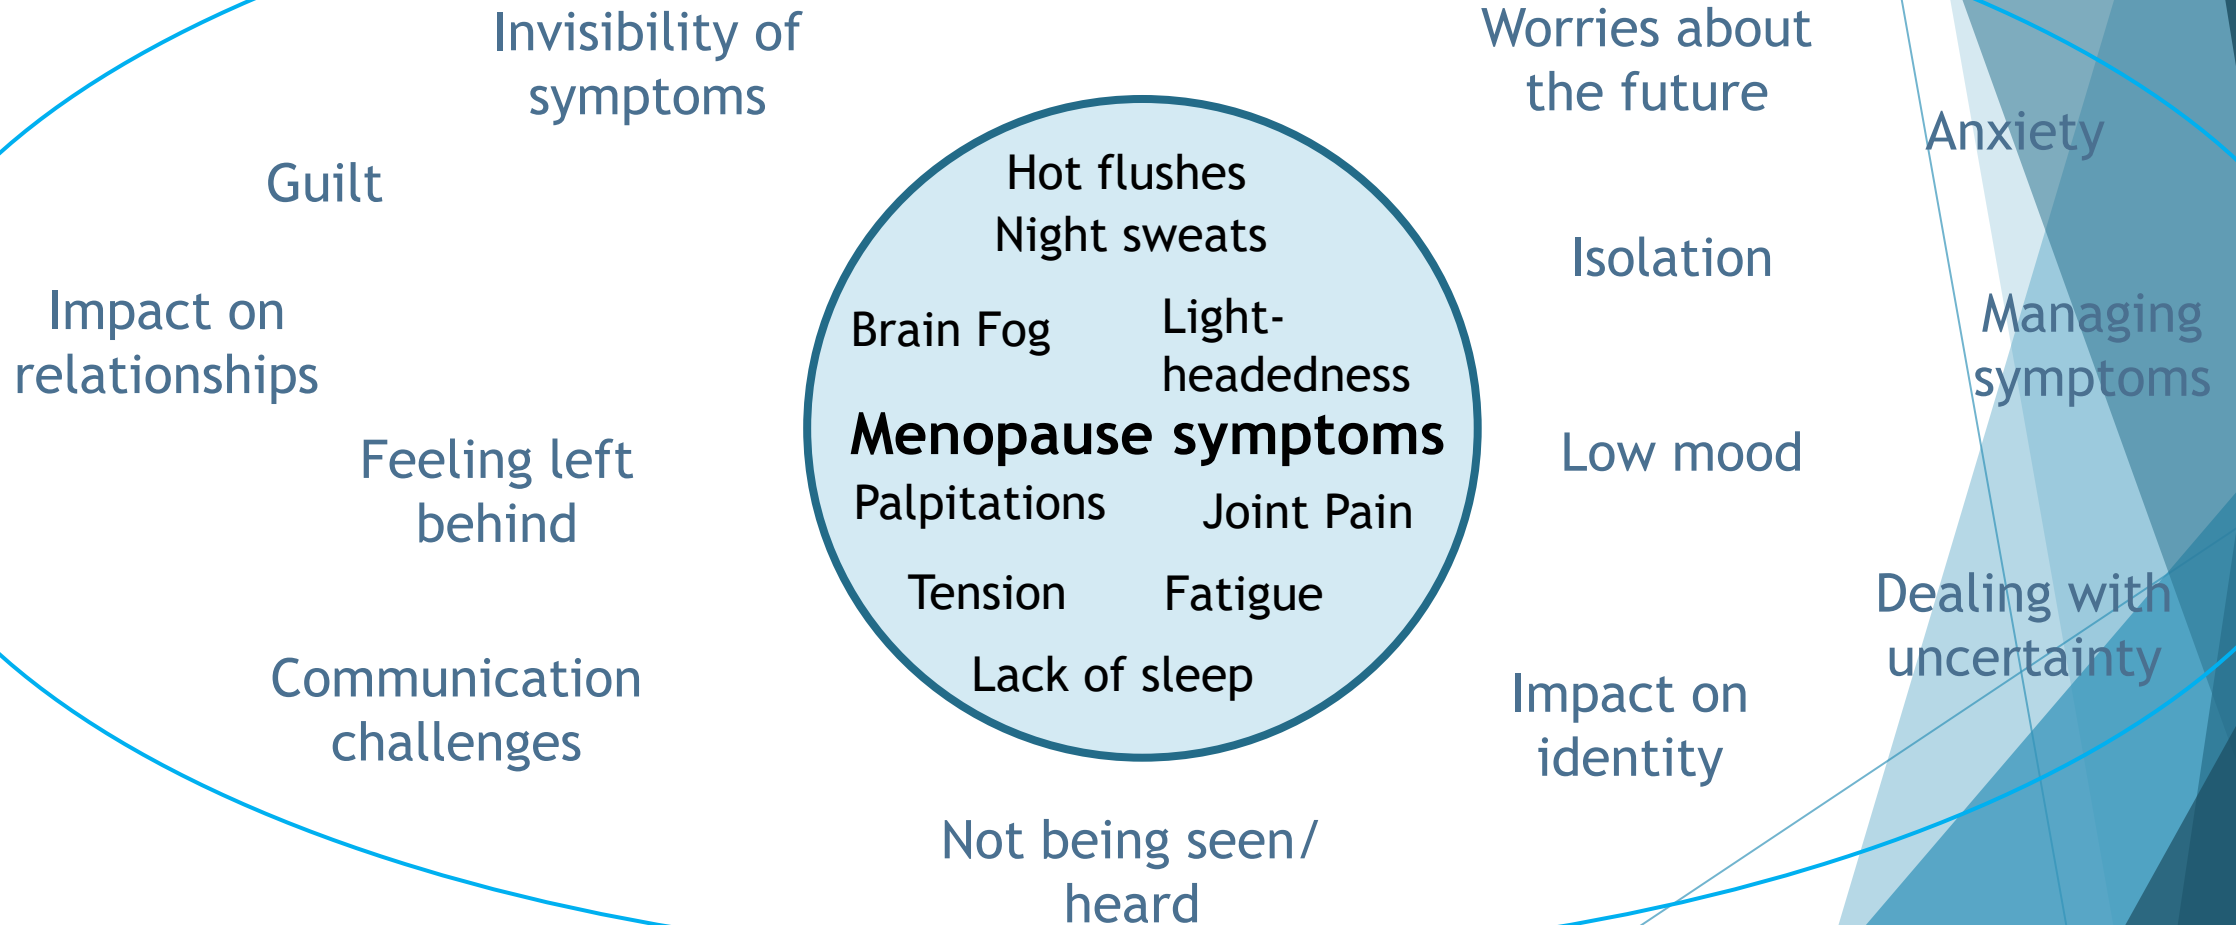 Invisibility of
symptoms
Worries about
the future
Anxiety
Guilt
Hot flushes
Night sweats
Isolation
Impact on
relationships
Brain Fog
Light-
headedness
Managing
symptoms
Menopause symptoms
Feeling left
behind
Low mood
Palpitations
Joint Pain
Tension
Fatigue
Dealing with
uncertainty
Communication
challenges
Lack of sleep
Impact on
identity
Not being seen/
heard